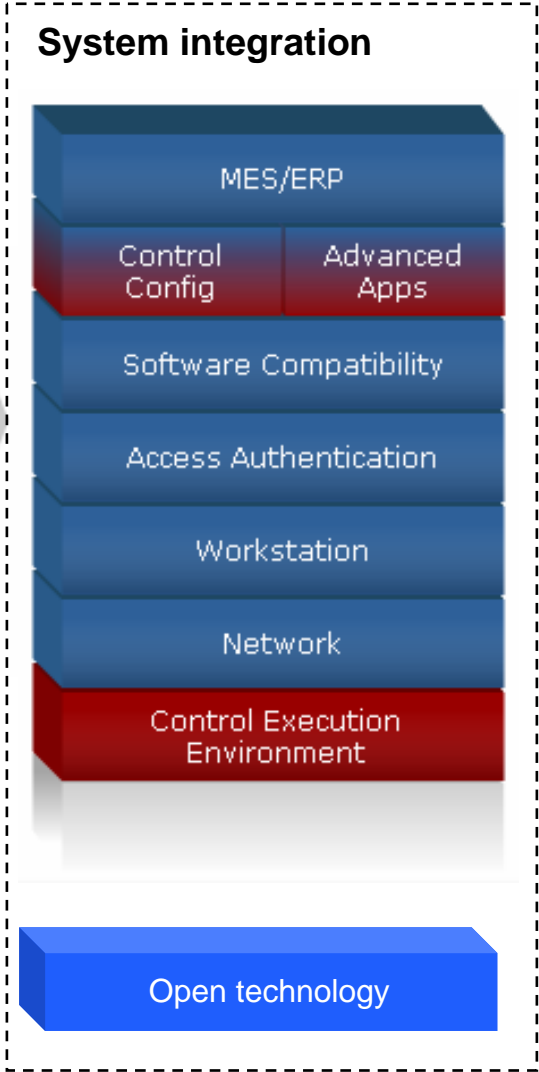 System integration
MES/ERP
Control
Config
Advanced
Apps
Software Compatibility
Access Authentication
Workstation
Network
Control Execution
Environment
Open technology